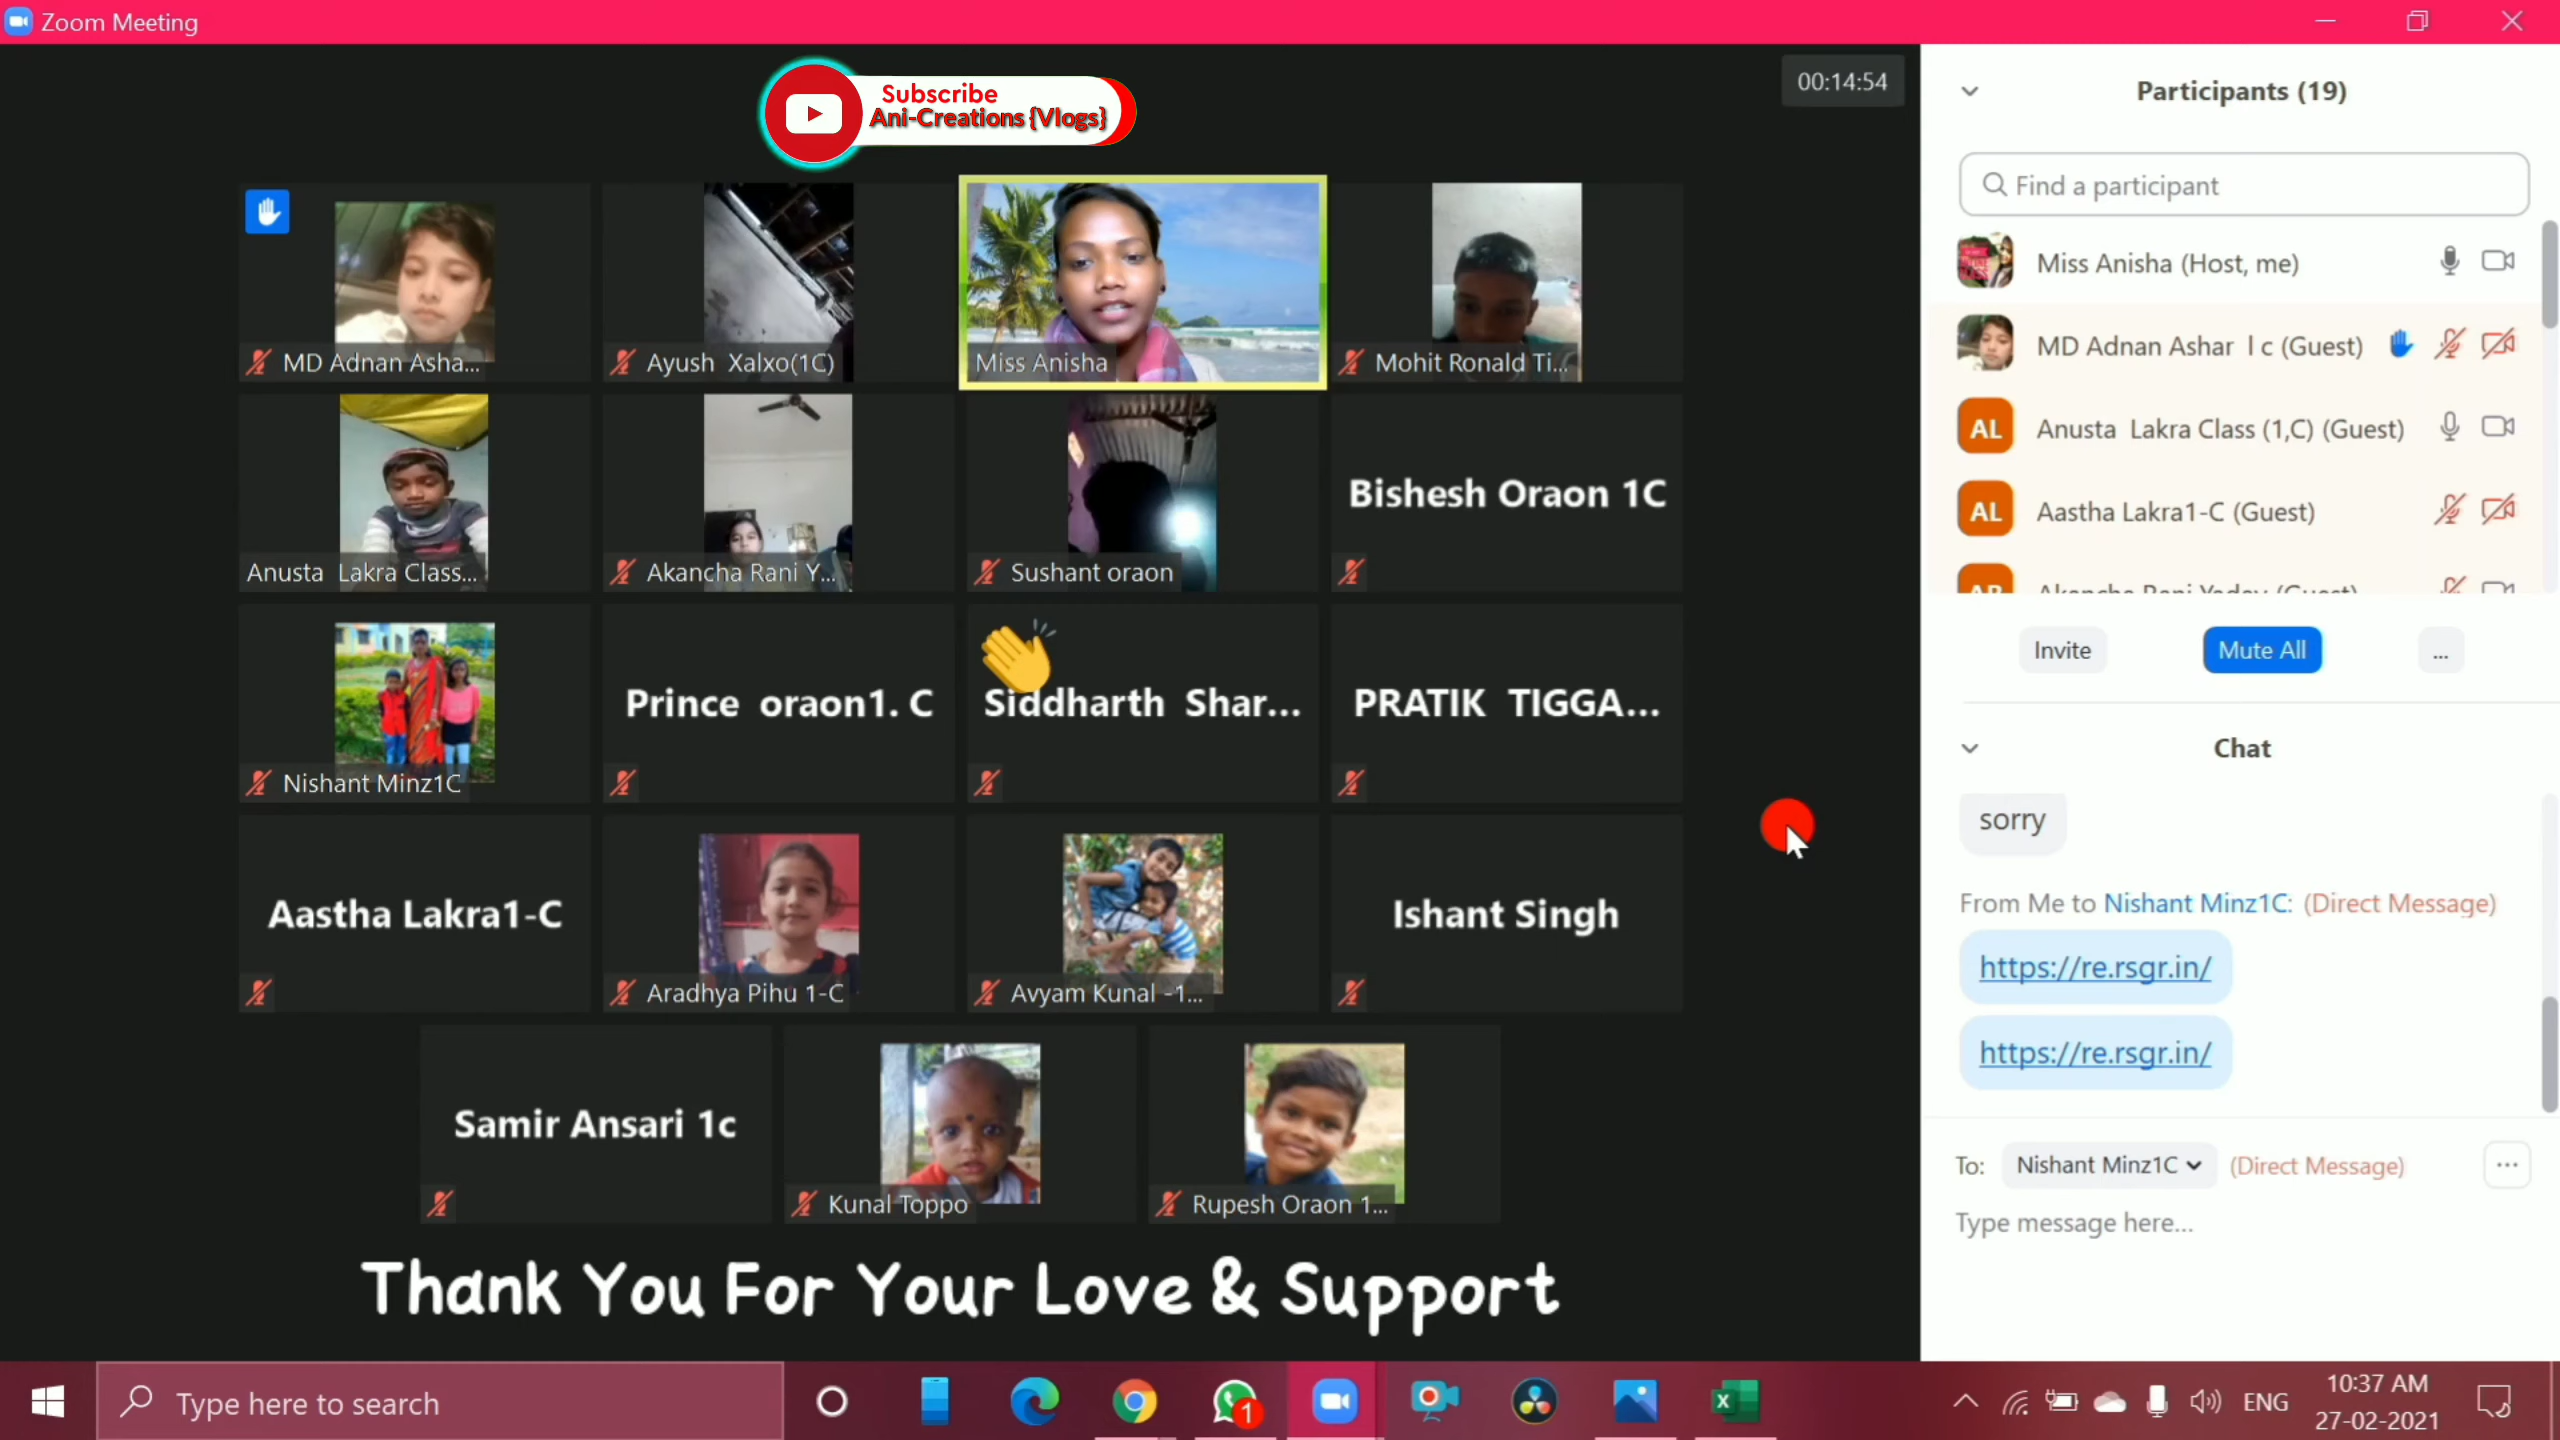 Zoom Meeting
Subscribe
Ani-Creations {Vlogs}
00:14:54
MD Adnan Asha...
Ayush Xalxo(1C)
Miss Anisha
Mohit Ronald Ti...
Anusta Lakra Class...
Akancha Rani Y...
Sushant oraon
Bishesh Oraon 1C
Nishant Minz1C
Prince oraon1. C
Siddharth Shar...
PRATIK TIGGA...
Aastha Lakra1-C
Aradhya Pihu 1-C
Avyam Kunal -1...
Ishant Singh
Samir Ansari 1c
Kunal Toppo
Rupesh Oraon 1...
Thank You For Your Love & Support
Participants (19)
Find a participant
Miss Anisha (Host, me)
MD Adnan Ashar l c (Guest)
AL Anusta Lakra Class (1,C) (Guest)
AL Aastha Lakra1-C (Guest)
AR Akancha Rani Yadav (Guest)
Invite Mute All ...
Chat
sorry
From Me to Nishant Minz1C: (Direct Message)
https://re.rsgr.in/
https://re.rsgr.in/
To: Nishant Minz1C (Direct Message)
Type message here...
Type here to search
1
ENG
10:37 AM
27-02-2021